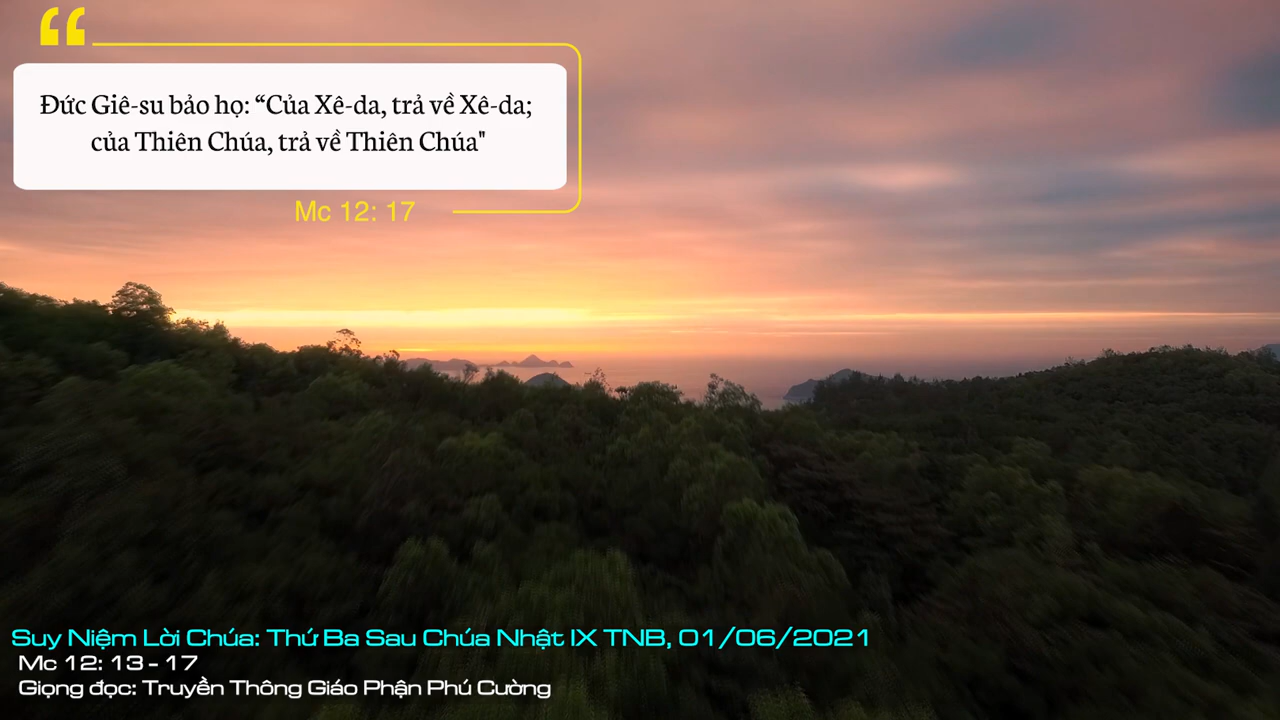 Đức Giê-su bảo họ: “Của Xê-da, trả về Xê-da;
của Thiên Chúa, trả về Thiên Chúa"
Mc 12: 17
Suy Niệm Lời Chúa: Thứ Ba Sau Chúa Nhật IX TNB, 01/06/2021
Mc 12: 13 - 17
Giọng đọc: Truyền Thông Giáo Phận Phú Cường